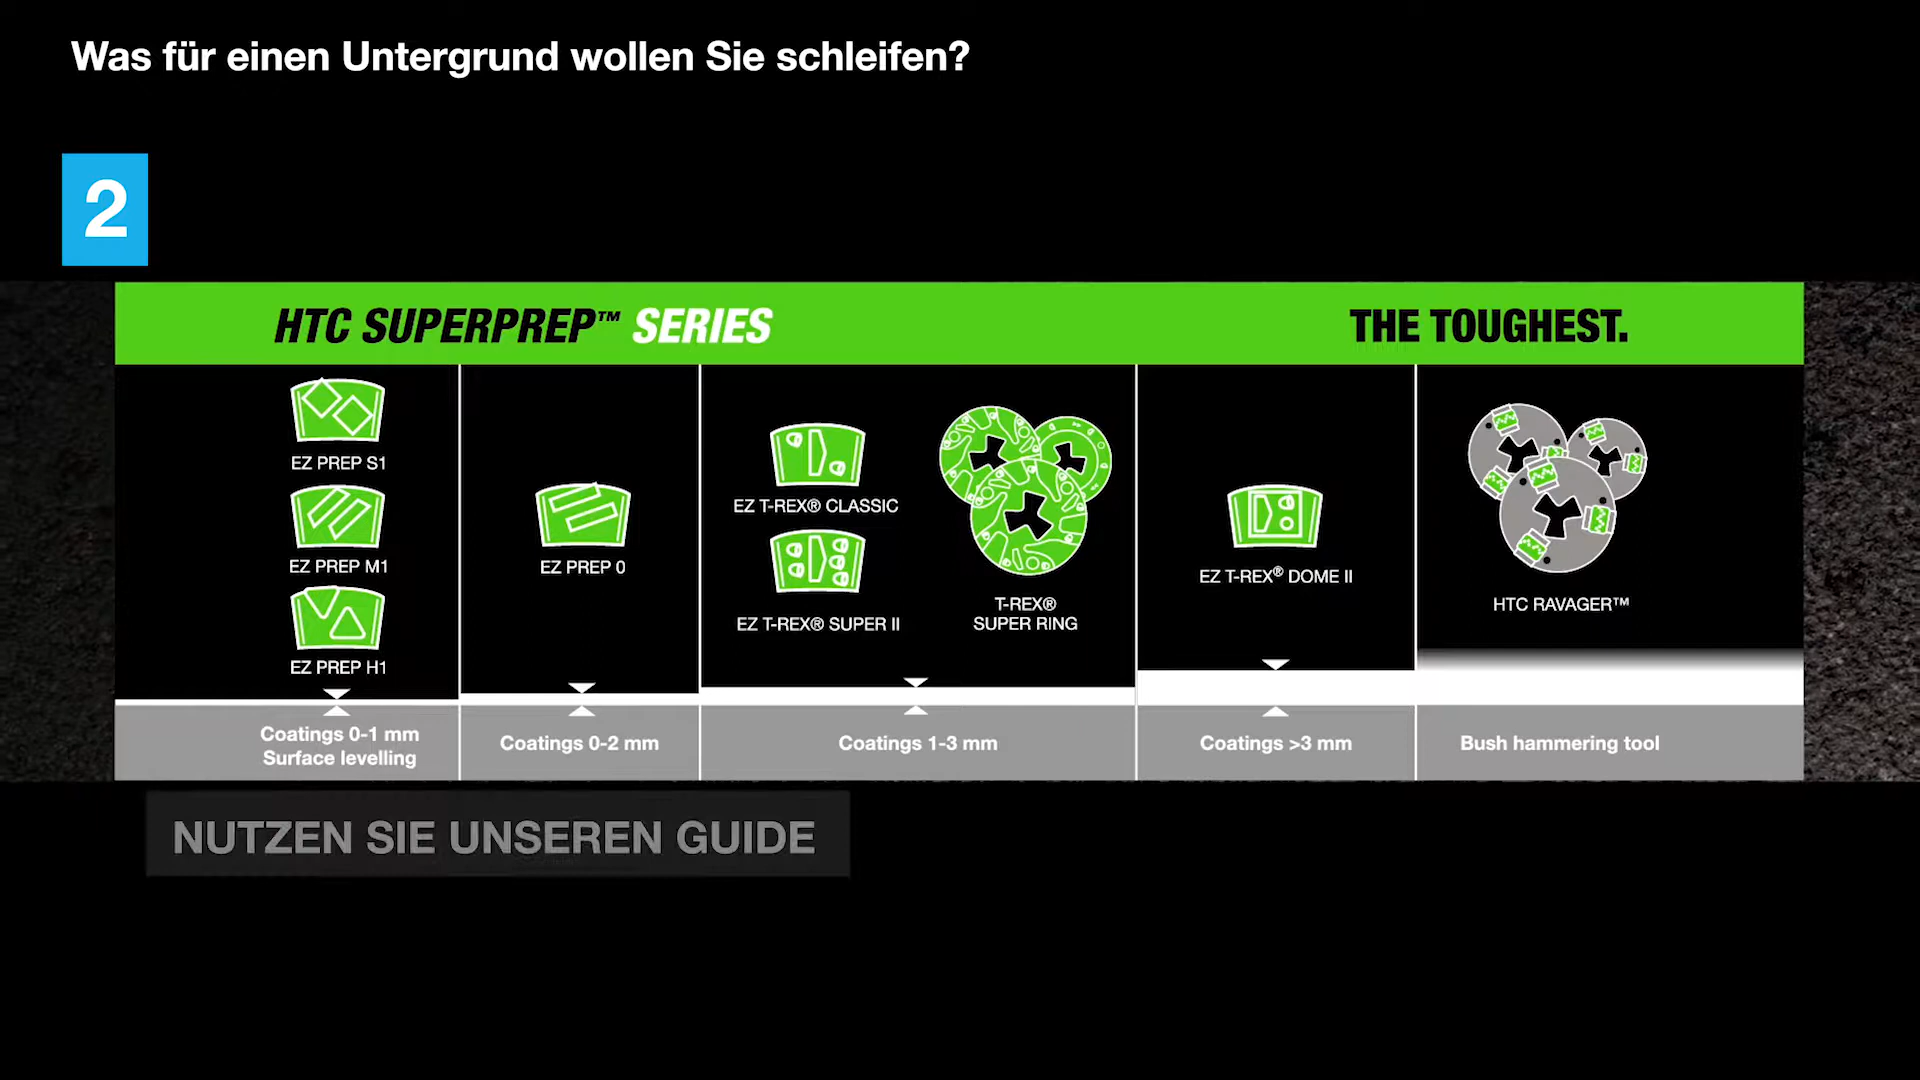 Was für einen Untergrund wollen Sie schleifen?
2
HTC SUPERPREP™ SERIES
THE TOUGHEST.
EZ PREP S1
EZ PREP M1
EZ PREP H1
EZ PREP 0
EZ T-REX® CLASSIC
EZ T-REX® SUPER II
T-REX®
SUPER RING
EZ T-REX® DOME II
HTC RAVAGER™
Coatings 0-1 mm
Surface levelling
Coatings 0-2 mm
Coatings 1-3 mm
Coatings >3 mm
Bush hammering tool
NUTZEN SIE UNSEREN GUIDE